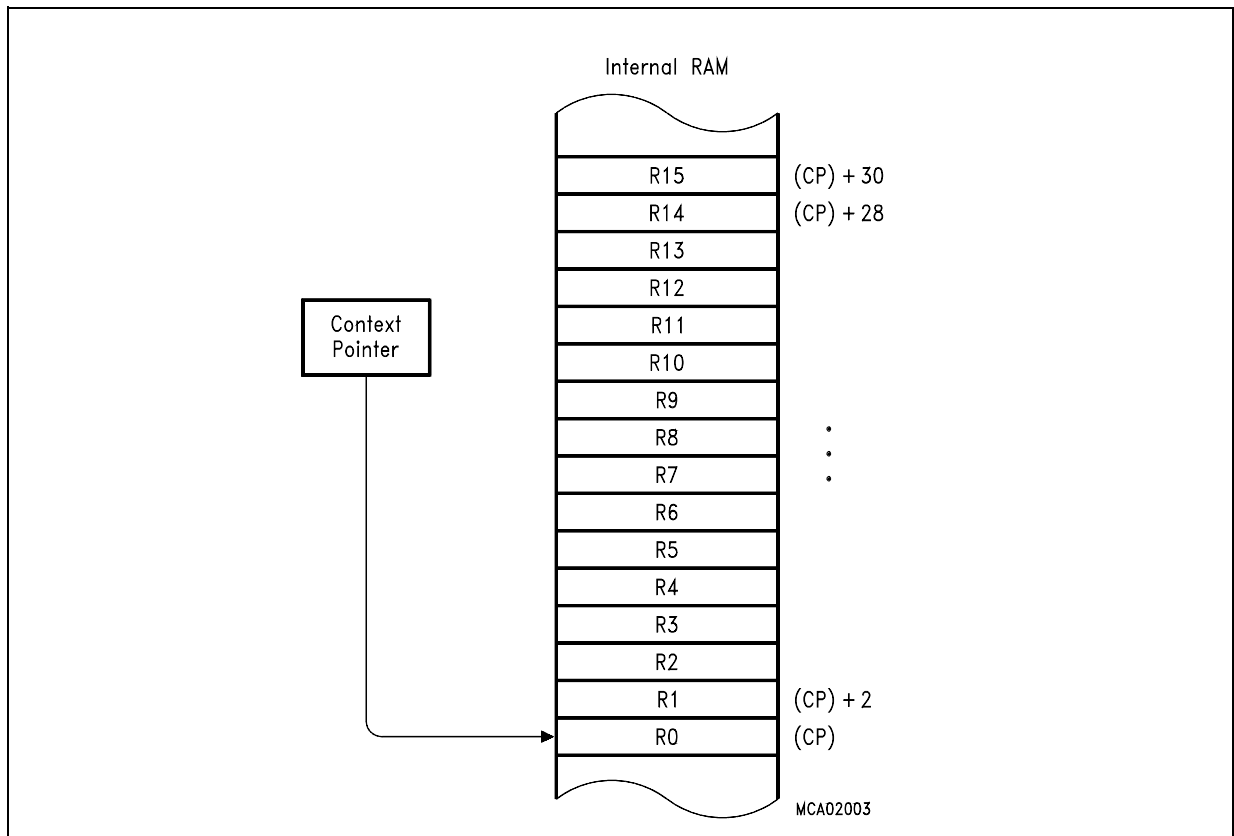 Internal RAM
R15 (CP) + 30
R14 (CP) + 28
R13
R12
Context
Pointer
R11
R10
R9
R8
R7
R6
R5
R4
R3
R2
R1 (CP) + 2
R0 (CP)
MCA02003